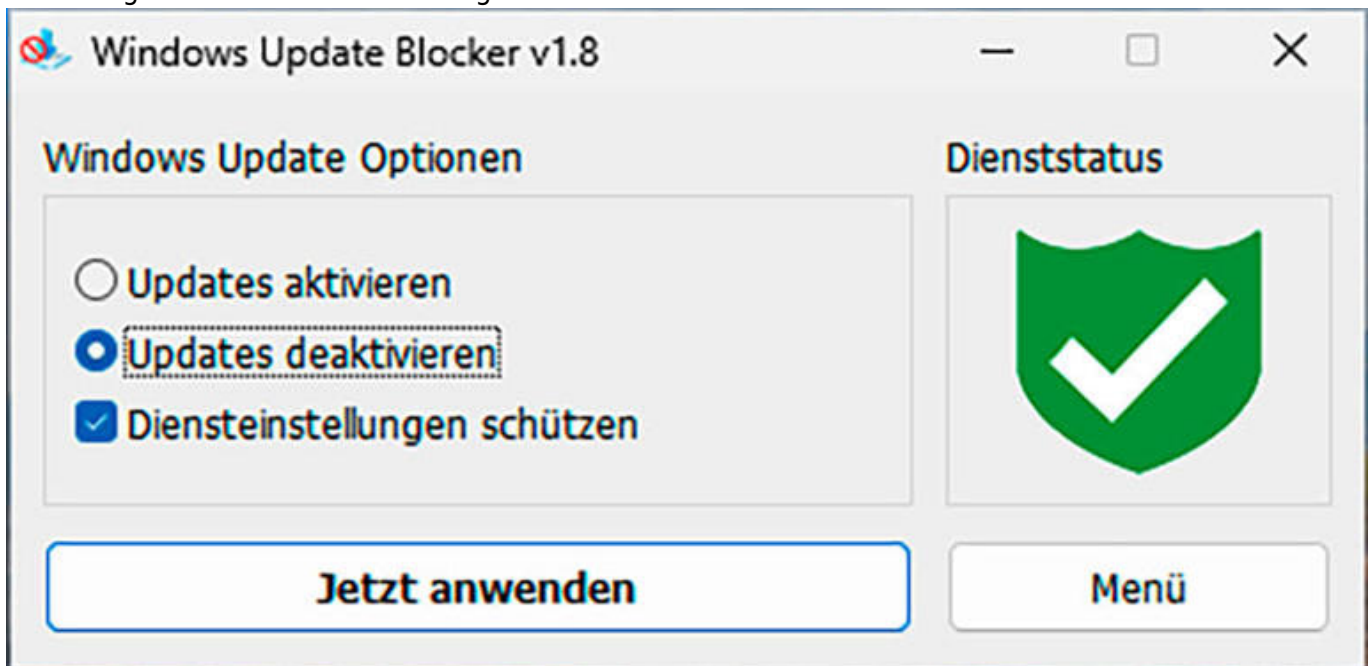 Windows Update Blocker v1.8
Windows Update Optionen
Dienststatus
Updates aktivieren
Updates deaktivieren
Diensteinstellungen schützen
Jetzt anwenden
Menü